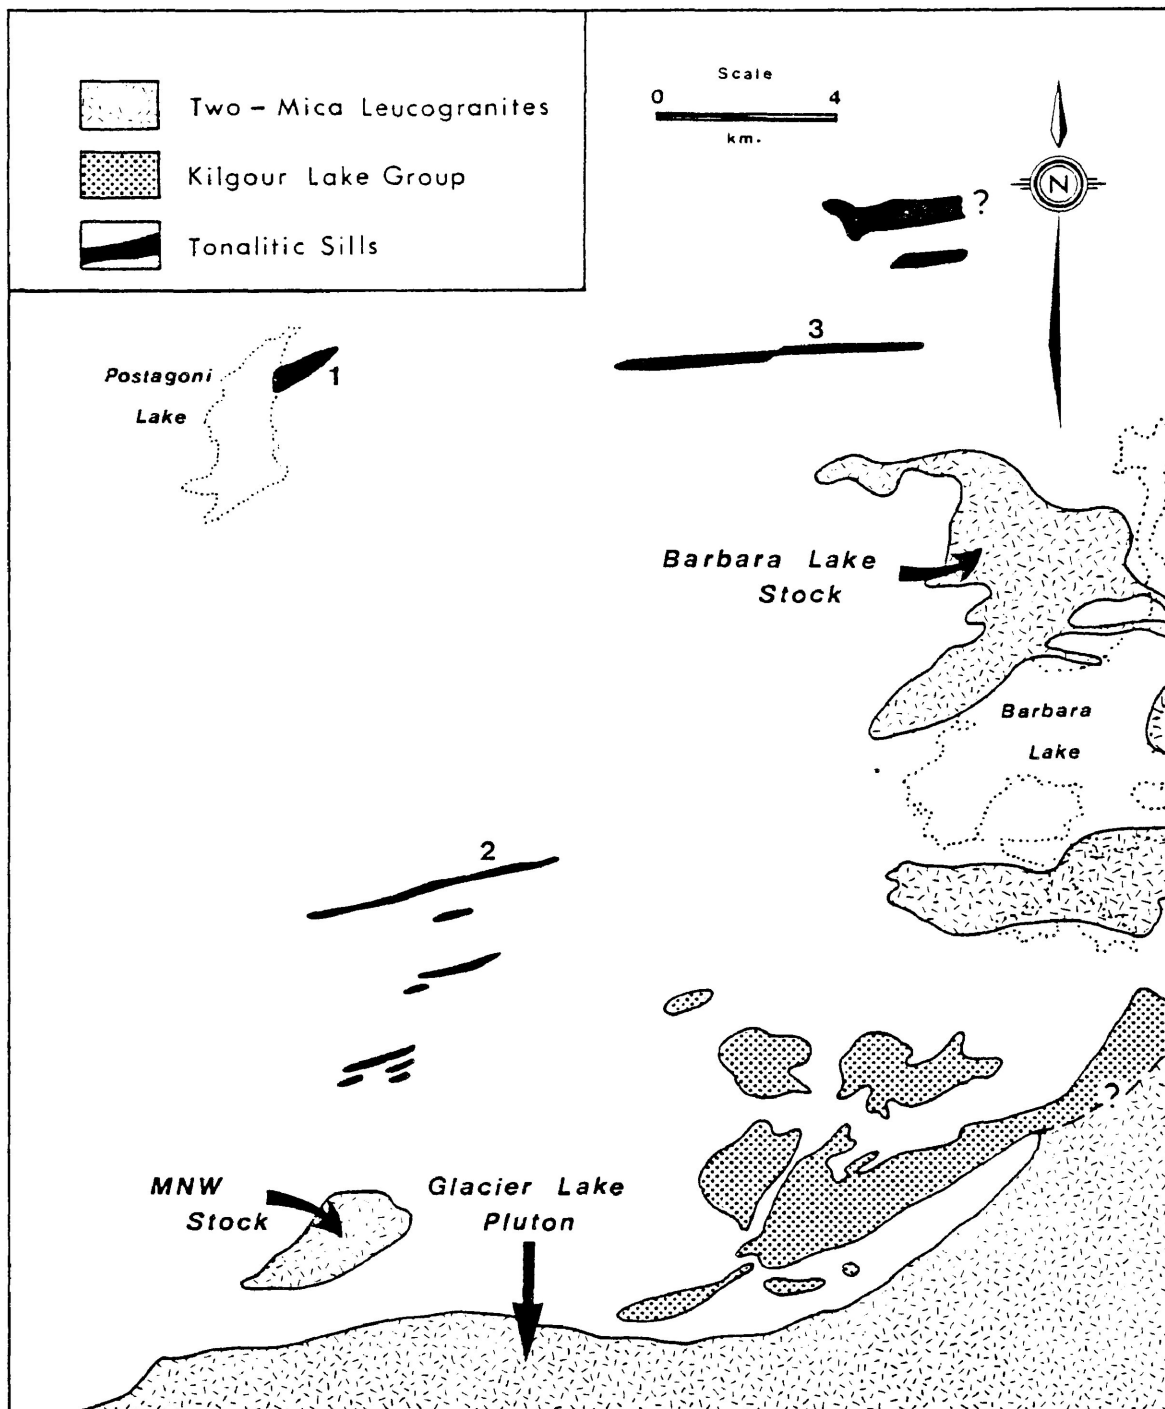 Two - Mica Leucogranites
Kilgour Lake Group
Tonalitic Sills
Scale
0 4
km.
N
?
3
Postagoni
Lake
1
Barbara Lake
Stock
Barbara
Lake
2
?
MNW
Stock
Glacier Lake
Pluton